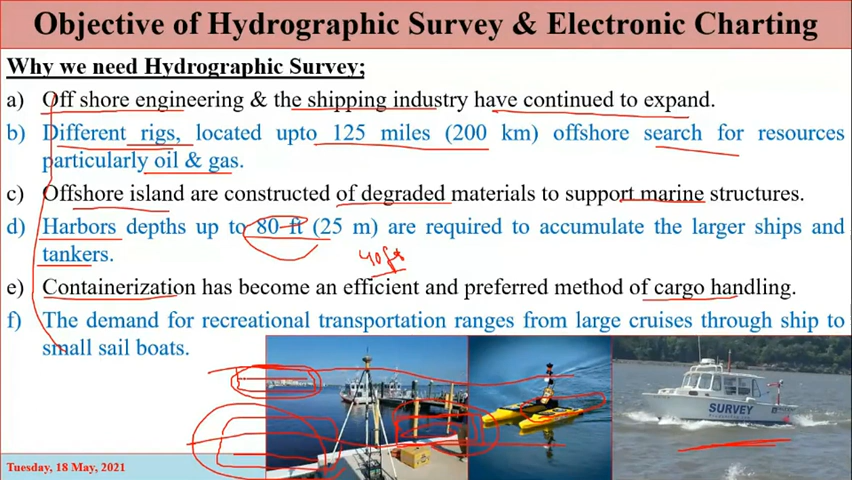 Objective of Hydrographic Survey & Electronic Charting
Why we need Hydrographic Survey;
a) Off shore engineering & the shipping industry have continued to expand.
b) Different rigs, located upto 125 miles (200 km) offshore search for resources
particularly oil & gas.
c) Offshore island are constructed of degraded materials to support marine structures.
d) Harbors depths up to 80 ft (25 m) are required to accumulate the larger ships and
tankers.
40ft
e) Containerization has become an efficient and preferred method of cargo handling.
f) The demand for recreational transportation ranges from large cruises through ship to
small sail boats.
SURVEY
Tuesday, 18 May, 2021